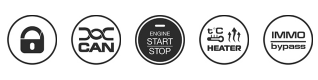 CAN
ENGINE
START
STOP
t°C
HEATER
IMMO
bypass